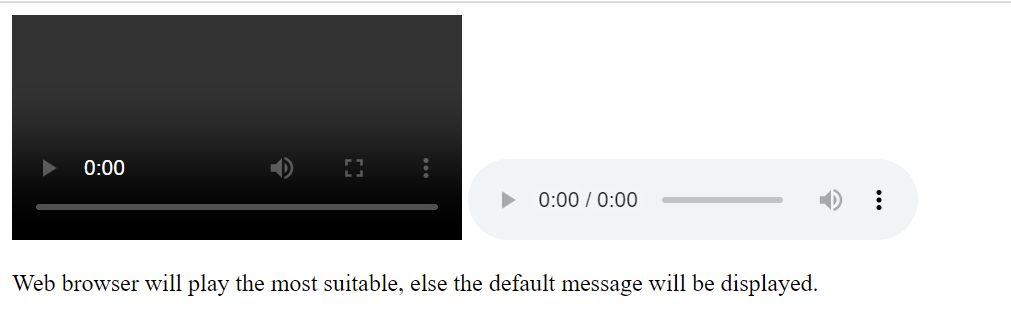 0:00
0:00 / 0:00
Web browser will play the most suitable, else the default message will be displayed.